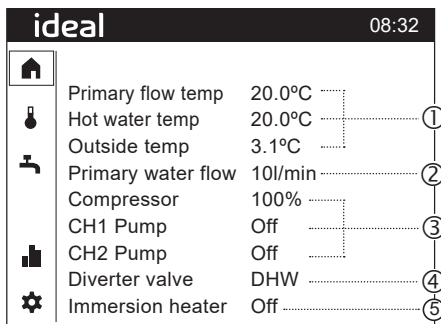 ideal 08:32
Primary flow temp 20.0ºC
Hot water temp 20.0ºC ①
Outside temp 3.1ºC
Primary water flow 10l/min ②
Compressor 100%
CH1 Pump Off ③
CH2 Pump Off
Diverter valve DHW ④
Immersion heater Off ⑤